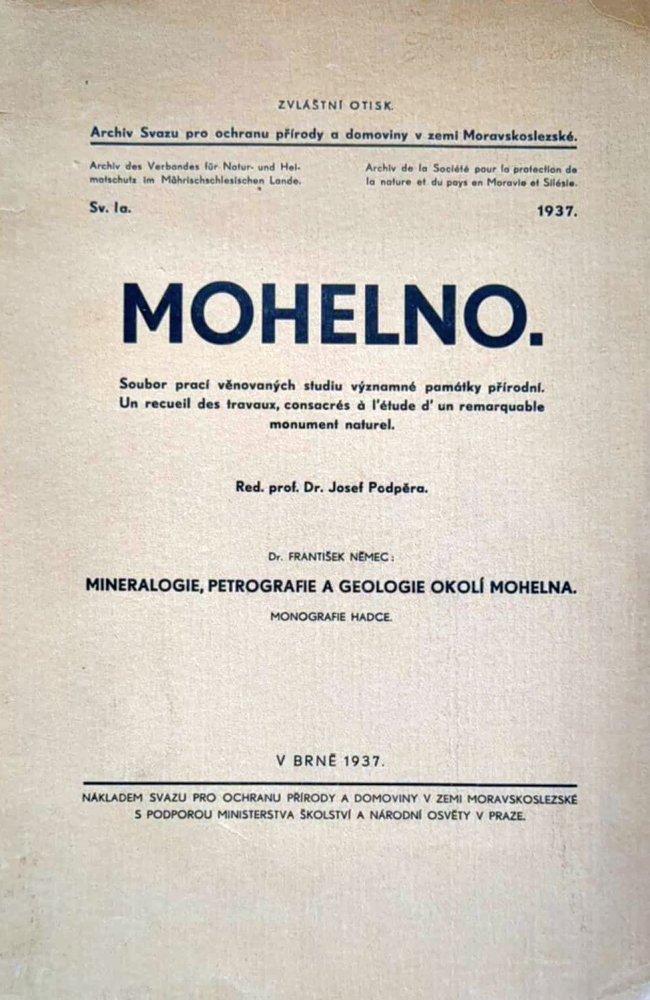 ZVLÁŠTNÍ OTISK.
Archiv Svazu pro ochranu přírody a domoviny v zemi Moravskoslezské.
Archiv des Verbandes für Natur- und Hei-
matschutz im Mährischschlesischen Lande.
Archiv de la Société pour la protection de
la nature et du pays en Moravie et Silésie.
Sv. Ia.
1937.
MOHELNO.
Soubor prací věnovaných studiu významné památky přírodní.
Un recueil des travaux, consacrés à l'étude d' un remarquable
monument naturel.
Red. prof. Dr. Josef Podpěra.
Dr. FRANTIŠEK NĚMEC:
MINERALOGIE, PETROGRAFIE A GEOLOGIE OKOLÍ MOHELNA.
MONOGRAFIE HADCE.
V BRNĚ 1937.
NÁKLADEM SVAZU PRO OCHRANU PŘÍRODY A DOMOVINY V ZEMI MORAVSKOSLEZSKÉ
S PODPOROU MINISTERSTVA ŠKOLSTVÍ A NÁRODNÍ OSVĚTY V PRAZE.